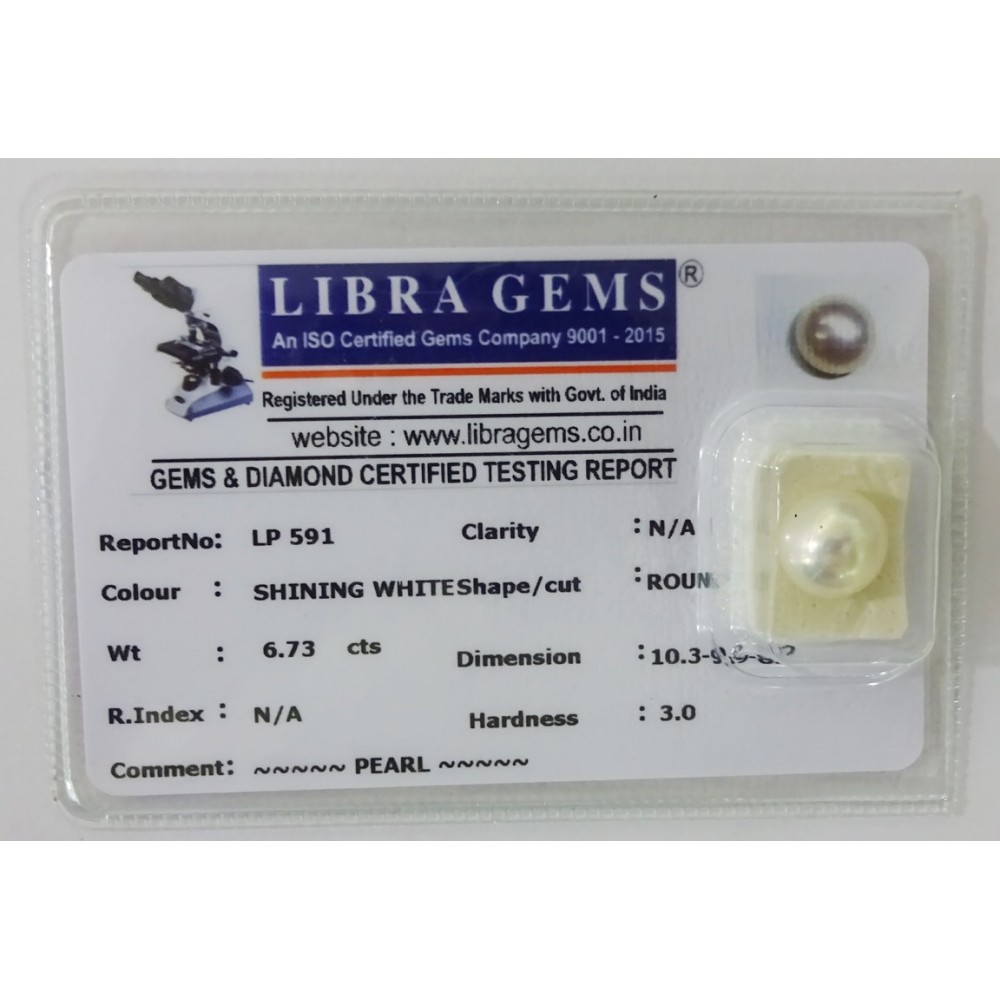 LIBRA GEMS ®
An ISO Certified Gems Company 9001 - 2015
Registered Under the Trade Marks with Govt. of India
website : www.libragems.co.in
GEMS & DIAMOND CERTIFIED TESTING REPORT
ReportNo: LP 591 Clarity : N/A
Colour : SHINING WHITE Shape/cut :
Wt : 6.73 cts Dimension :
R.Index : N/A Hardness : 3.0
Comment: ~~~~~ PEARL ~~~~~